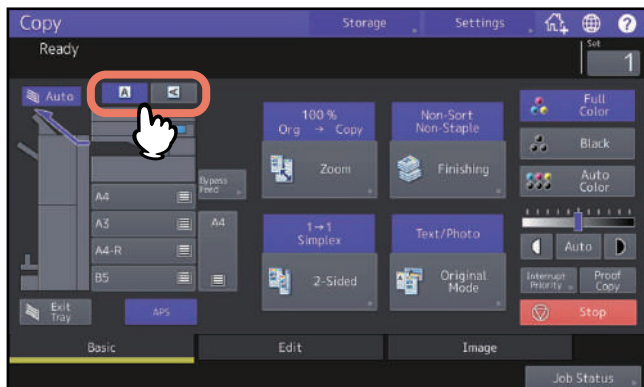 Copy
Storage
Settings
?
Ready
Set
1
Auto
A
A
100 %
Org → Copy
Zoom
Non-Sort
Non-Staple
Finishing
Full
Color
Black
Auto
Color
Bypass
Feed
A4
A3
A4-R
B5
A4
1→1
Simplex
2-Sided
Text/Photo
Original
Mode
Auto
Interrupt
Priority
Proof
Copy
Exit
Tray
APS
Stop
Basic
Edit
Image
Job Status